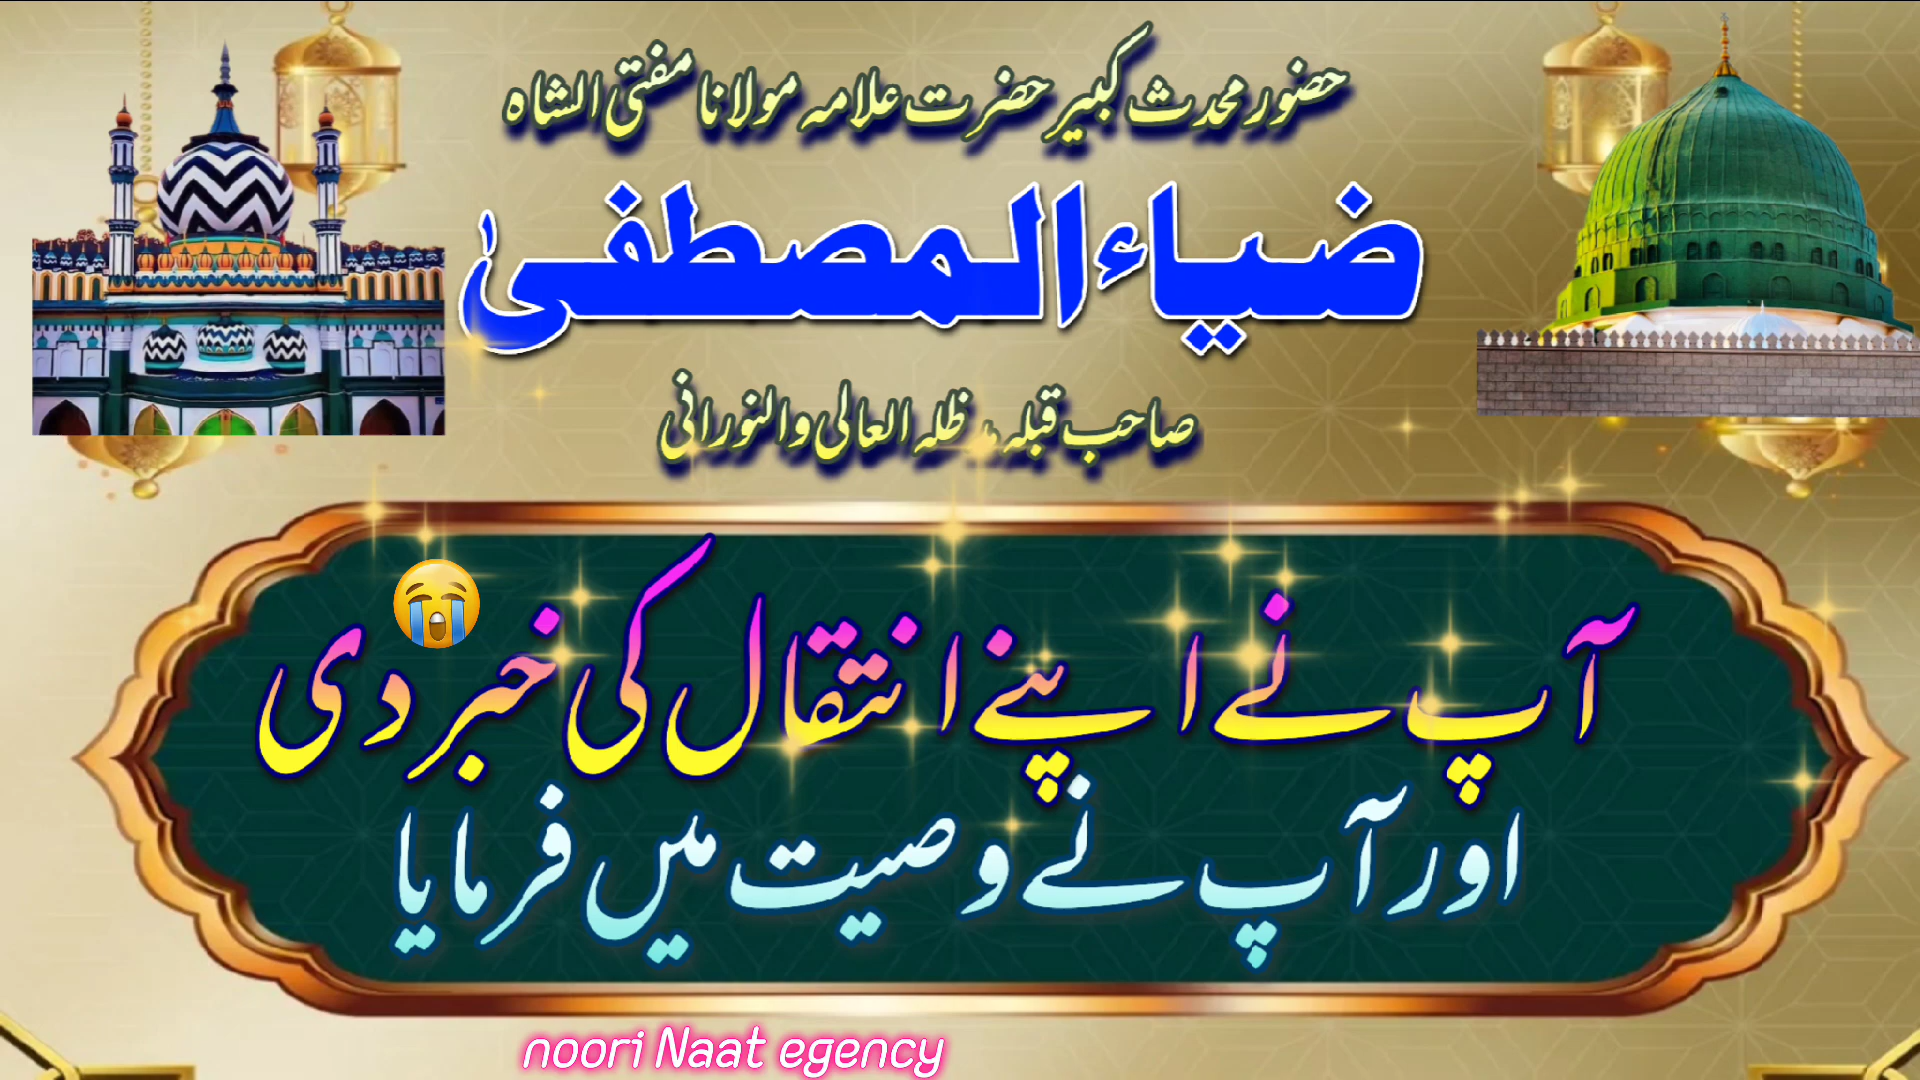 حضور محدث کبیر حضرت علامہ مولانا مفتی الشاہ
ضیاء المصطفیٰ
صاحب قبلہ مد ظلہ العالی والنورانی
آپ نے اپنے انتقال کی خبر دی
اور آپ نے وصیت میں فرمایا
noori Naat egency